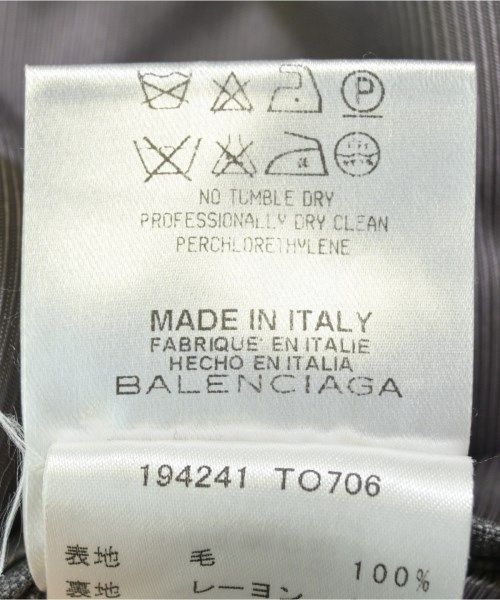 P
NO TUMBLE DRY
PROFESSIONALLY DRY CLEAN
PERCHLORETHYLENE
MADE IN ITALY
FABRIQUE' EN ITALIE
HECHO EN ITALIA
BALENCIAGA
194241 TO706
表地 毛 100%
裏地 レーヨン